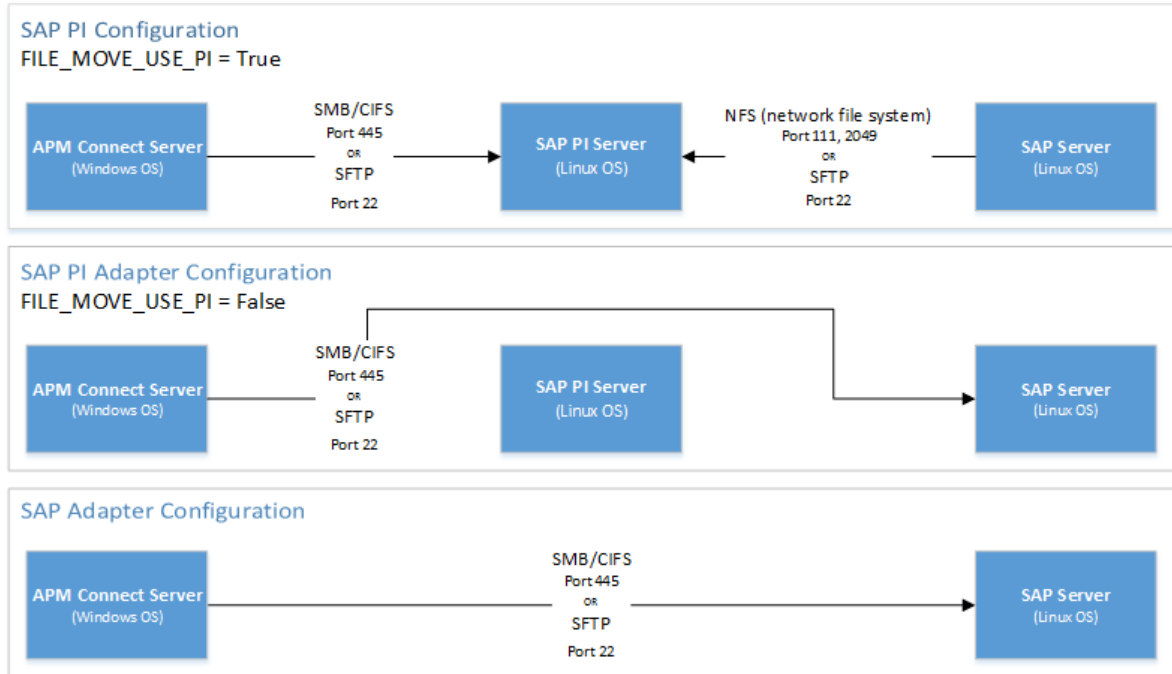 SAP PI Configuration
FILE_MOVE_USE_PI = True
APM Connect Server
(Windows OS)
SMB/CIFS
Port 445
OR
SFTP
Port 22
SAP PI Server
(Linux OS)
NFS (network file system)
Port 111, 2049
OR
SFTP
Port 22
SAP Server
(Linux OS)
SAP PI Adapter Configuration
FILE_MOVE_USE_PI = False
APM Connect Server
(Windows OS)
SMB/CIFS
Port 445
OR
SFTP
Port 22
SAP PI Server
(Linux OS)
SAP Server
(Linux OS)
SAP Adapter Configuration
APM Connect Server
(Windows OS)
SMB/CIFS
Port 445
OR
SFTP
Port 22
SAP Server
(Linux OS)